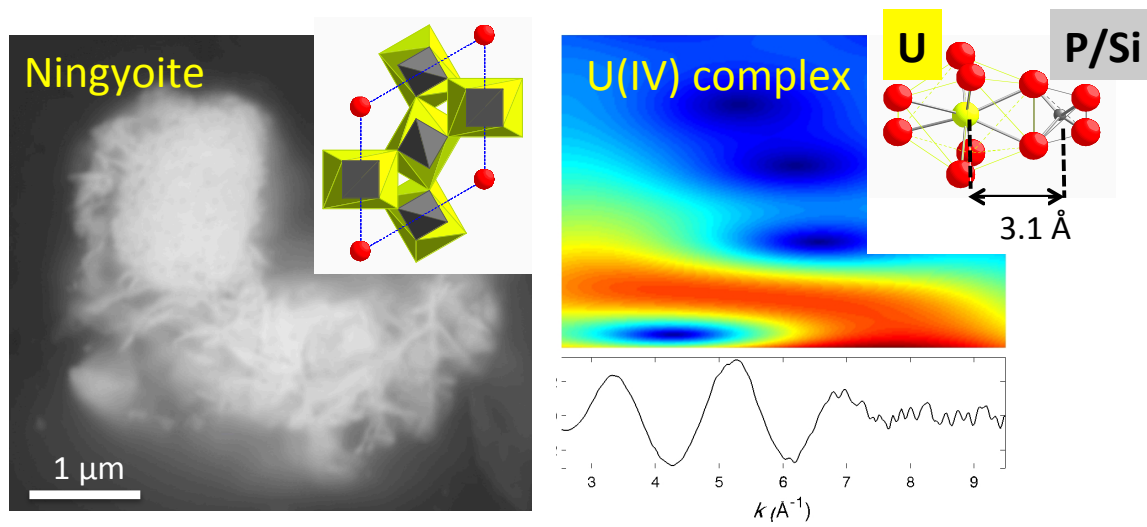 Ningyoite
1 µm
U(IV) complex
U
P/Si
3.1 Å
3 4 5 6 7 8 9
k (Å⁻¹)